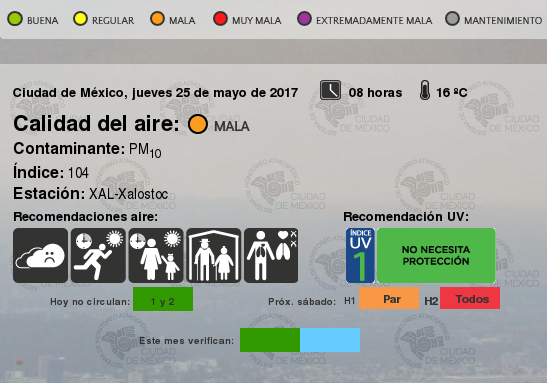 BUENA REGULAR MALA MUY MALA EXTREMADAMENTE MALA MANTENIMIENTO
Ciudad de México, jueves 25 de mayo de 2017 08 horas 16 ºC
Calidad del aire: MALA
Contaminante: PM10
Índice: 104
Estación: XAL-Xalostoc
Recomendaciones aire: Recomendación UV:
ÍNDICE UV 1
NO NECESITA
PROTECCIÓN
Hoy no circulan: 1 y 2 Próx. sábado: H1 Par H2 Todos
Este mes verifican:
MONITOREO ATMOSFÉRICO
CIUDAD
DE MÉXICO